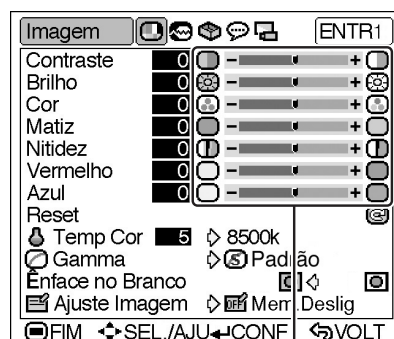 Imagem ENTR1
Contraste 0 - +
Brilho 0 - +
Cor 0 - +
Matiz 0 - +
Nitidez 0 - +
Vermelho 0 - +
Azul 0 - +
Reset
Temp Cor 5 8500k
Gamma S Padrão
Ênface no Branco
Ajuste Imagem OFF Mem. Deslig
FIM SEL./AJU CONF VOLT